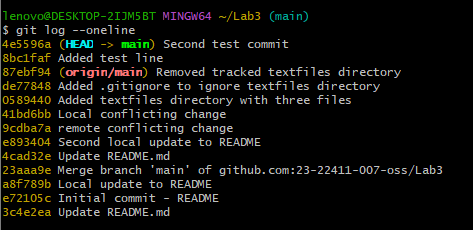 lenovo@DESKTOP-2IJM5BT MINGW64 ~/Lab3 (main)
$ git log --oneline
4e5596a (HEAD -> main) Second test commit
8bc1faf Added test line
87ebf94 (origin/main) Removed tracked textfiles directory
de77848 Added .gitignore to ignore textfiles directory
0589440 Added textfiles directory with three files
41bd6bb Local conflicting change
9cdba7a remote conflicting change
e893404 Second local update to README
4cad32e Update README.md
23aaa9e Merge branch 'main' of github.com:23-22411-007-oss/Lab3
a8f789b Local update to README
e72105c Initial commit - README
3c4e2ea Update README.md